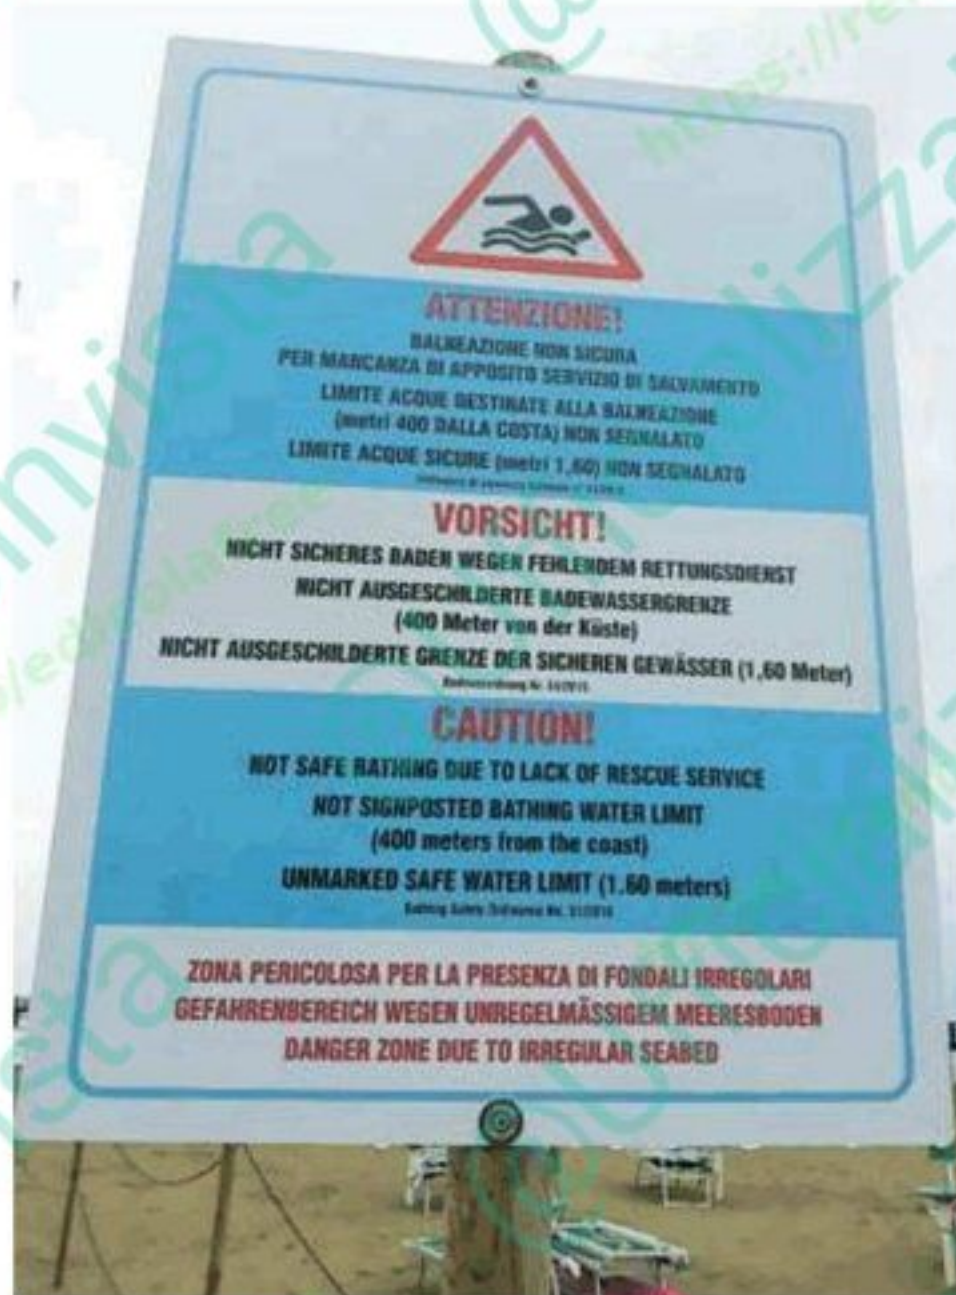 ATTENZIONE!
BALNEAZIONE NON SICURA
PER MANCANZA DI APPOSITO SERVIZIO DI SALVAMENTO
LIMITE ACQUE DESTINATE ALLA BALNEAZIONE
(metri 400 DALLA COSTA) NON SEGNALATO
LIMITE ACQUE SICURE (metri 1,60) NON SEGNALATO
VORSICHT!
NICHT SICHERES BADEN WEGEN FEHLENDEM RETTUNGSDIENST
NICHT AUSGESCHILDERTE BADEWASSERGRENZE
(400 Meter von der Küste)
NICHT AUSGESCHILDERTE GRENZE DER SICHEREN GEWÄSSER (1,60 Meter)
CAUTION!
NOT SAFE BATHING DUE TO LACK OF RESCUE SERVICE
NOT SIGNPOSTED BATHING WATER LIMIT
(400 meters from the coast)
UNMARKED SAFE WATER LIMIT (1.60 meters)
Bathing Safety Ordinance No.
ZONA PERICOLOSA PER LA PRESENZA DI FONDALI IRREGOLARI
GEFAHRENBEREICH WEGEN UNREGELMÄSSIGEM MEERESBODEN
DANGER ZONE DUE TO IRREGULAR SEABED